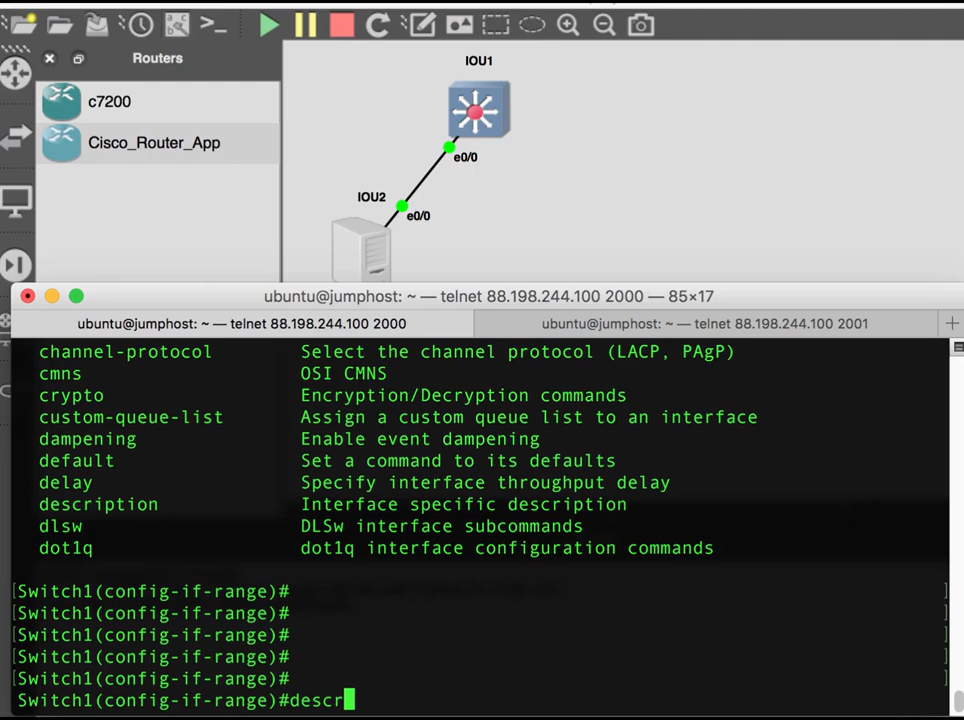 Routers
c7200
Cisco_Router_App
IOU1
e0/0
IOU2
e0/0
ubuntu@jumphost: ~ — telnet 88.198.244.100 2000 — 85×17
ubuntu@jumphost: ~ — telnet 88.198.244.100 2000
ubuntu@jumphost: ~ — telnet 88.198.244.100 2001
channel-protocol Select the channel protocol (LACP, PAgP)
cmns OSI CMNS
crypto Encryption/Decryption commands
custom-queue-list Assign a custom queue list to an interface
dampening Enable event dampening
default Set a command to its defaults
delay Specify interface throughput delay
description Interface specific description
dlsw DLSw interface subcommands
dot1q dot1q interface configuration commands
[Switch1(config-if-range)# ]
[Switch1(config-if-range)# ]
[Switch1(config-if-range)# ]
[Switch1(config-if-range)# ]
[Switch1(config-if-range)# ]
Switch1(config-if-range)#descr